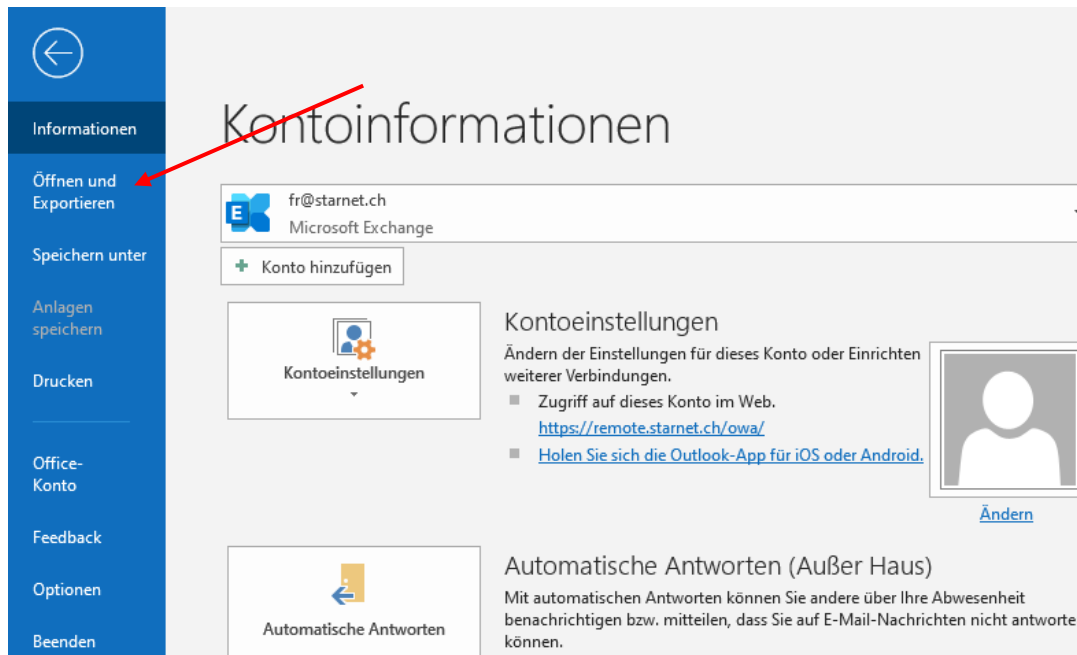 Informationen
Öffnen und
Exportieren
Speichern unter
Anlagen
speichern
Drucken
Office-
Konto
Feedback
Optionen
Beenden
Kontoinformationen
E
fr@starnet.ch
Microsoft Exchange
Konto hinzufügen
Kontoeinstellungen
Kontoeinstellungen
Ändern der Einstellungen für dieses Konto oder Einrichten
weiterer Verbindungen.
Zugriff auf dieses Konto im Web.
https://remote.starnet.ch/owa/
Holen Sie sich die Outlook-App für iOS oder Android.
Ändern
Automatische Antworten
Automatische Antworten (Außer Haus)
Mit automatischen Antworten können Sie andere über Ihre Abwesenheit
benachrichtigen bzw. mitteilen, dass Sie auf E-Mail-Nachrichten nicht antworte
können.